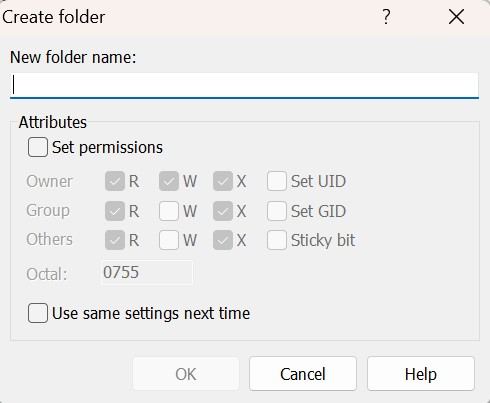 Create folder ?
New folder name:
Attributes
Set permissions
Owner R W X Set UID
Group R W X Set GID
Others R W X Sticky bit
Octal: 0755
Use same settings next time
OK Cancel Help